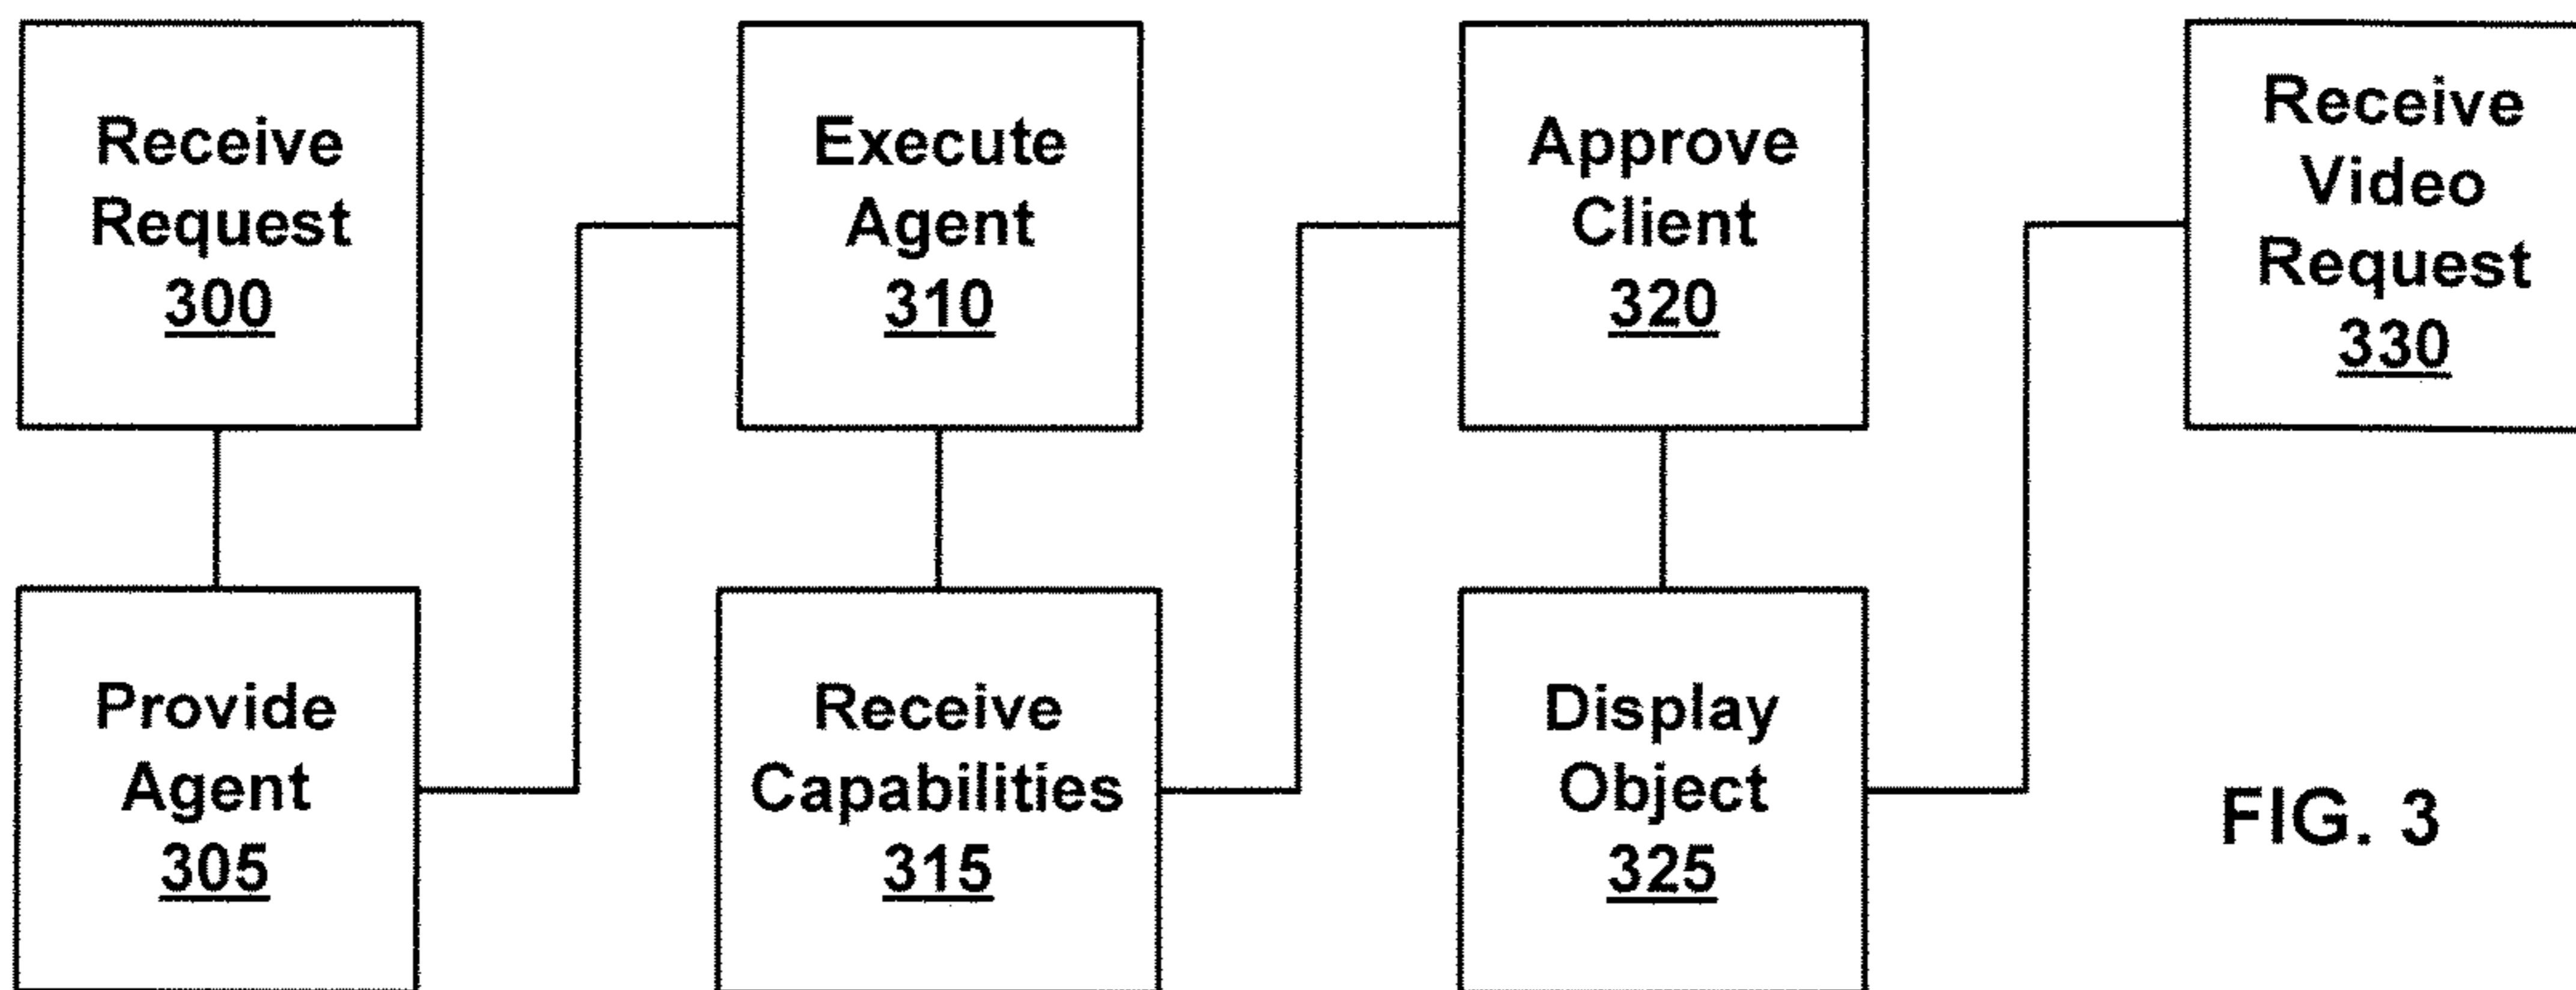 Receive
Request
300
Provide
Agent
305
Execute
Agent
310
Receive
Capabilities
315
Approve
Client
320
Display
Object
325
Receive
Video
Request
330
FIG. 3